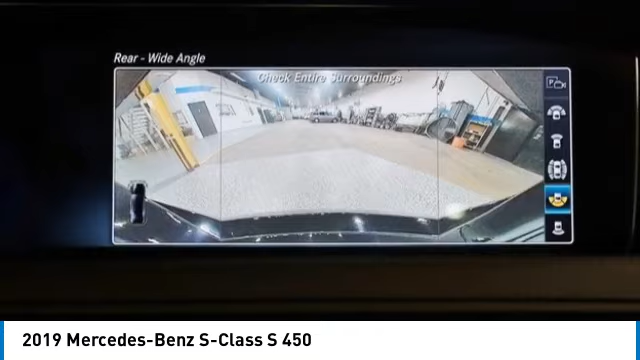 Rear - Wide Angle
Check Entire Surroundings
P
2019 Mercedes-Benz S-Class S 450